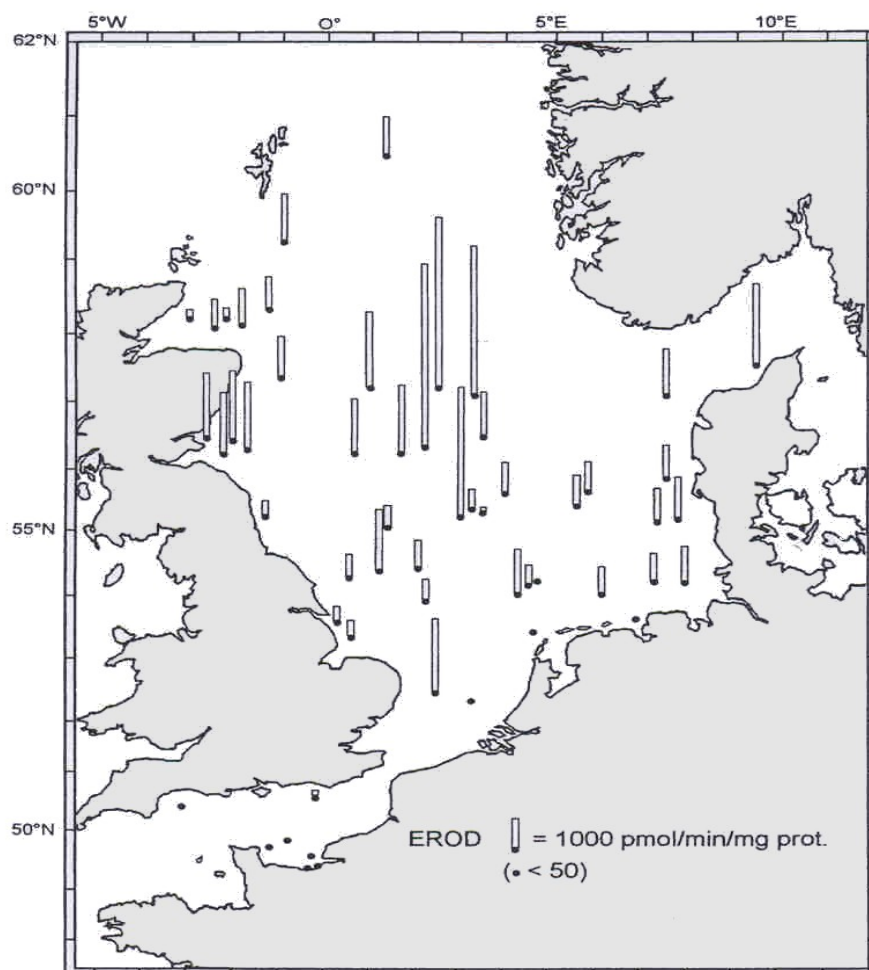 5°W 0° 5°E 10°E
62°N
60°N
55°N
50°N
EROD = 1000 pmol/min/mg prot.
(• < 50)